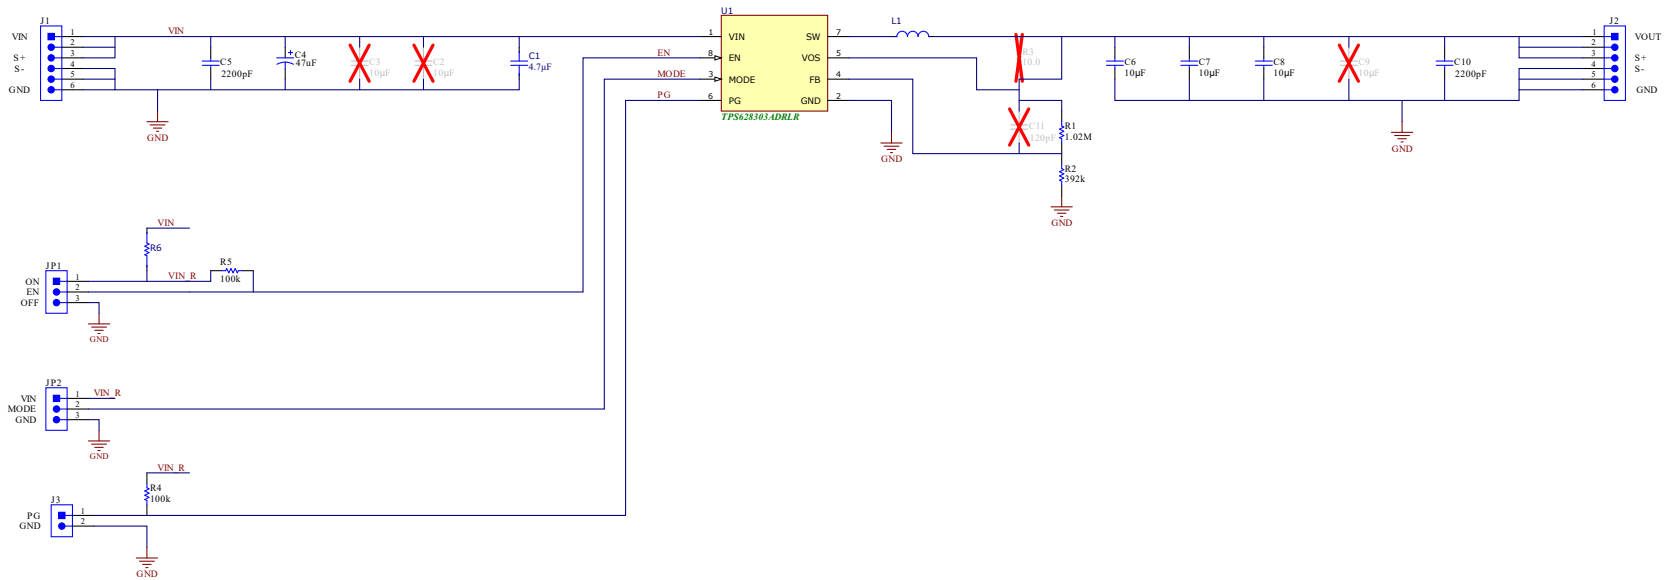 J1
VIN
S+
S-
GND
1
2
3
4
5
6
VIN
GND
C5
2200pF
C4
+
47uF
C3
10µF
C2
10µF
C1
4.7µF
U1
1 VIN SW 7
EN 8 EN VOS 5
MODE 3 MODE FB 4
PG 6 PG GND 2
TPS628303ADRLR
GND
L1
R3
10.0
C11
120pF
R1
1.02M
R2
392k
GND
C6
10µF
C7
10µF
C8
10µF
C9
10µF
C10
2200pF
GND
J2
1
2
3
4
5
6
VOUT
S+
S-
GND
VIN
R6
JP1
ON
EN
OFF
1
2
3
VIN_R
R5
100k
GND
JP2
VIN
MODE
GND
1
2
3
VIN_R
GND
VIN_R
R4
100k
J3
PG
GND
1
2
GND